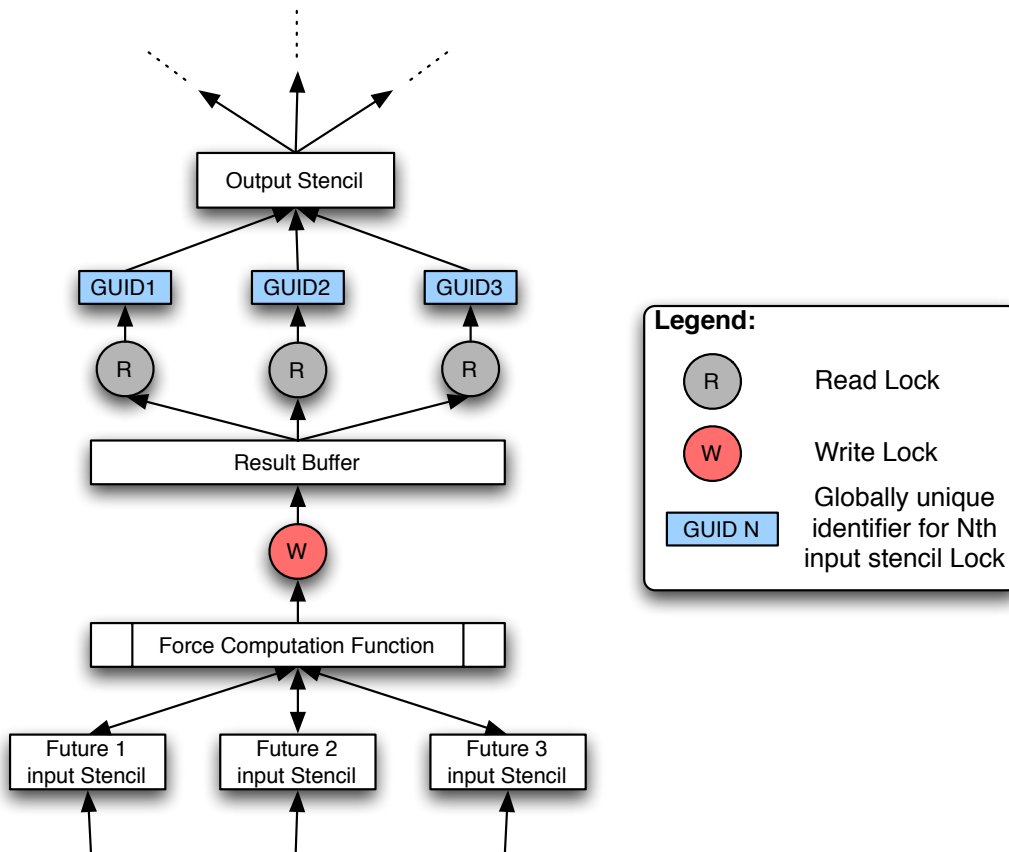 Output Stencil
GUID1
GUID2
GUID3
R
R
R
Result Buffer
W
Force Computation Function
Future 1
input Stencil
Future 2
input Stencil
Future 3
input Stencil
Legend:
R
Read Lock
W
Write Lock
GUID N
Globally unique
identifier for Nth
input stencil Lock